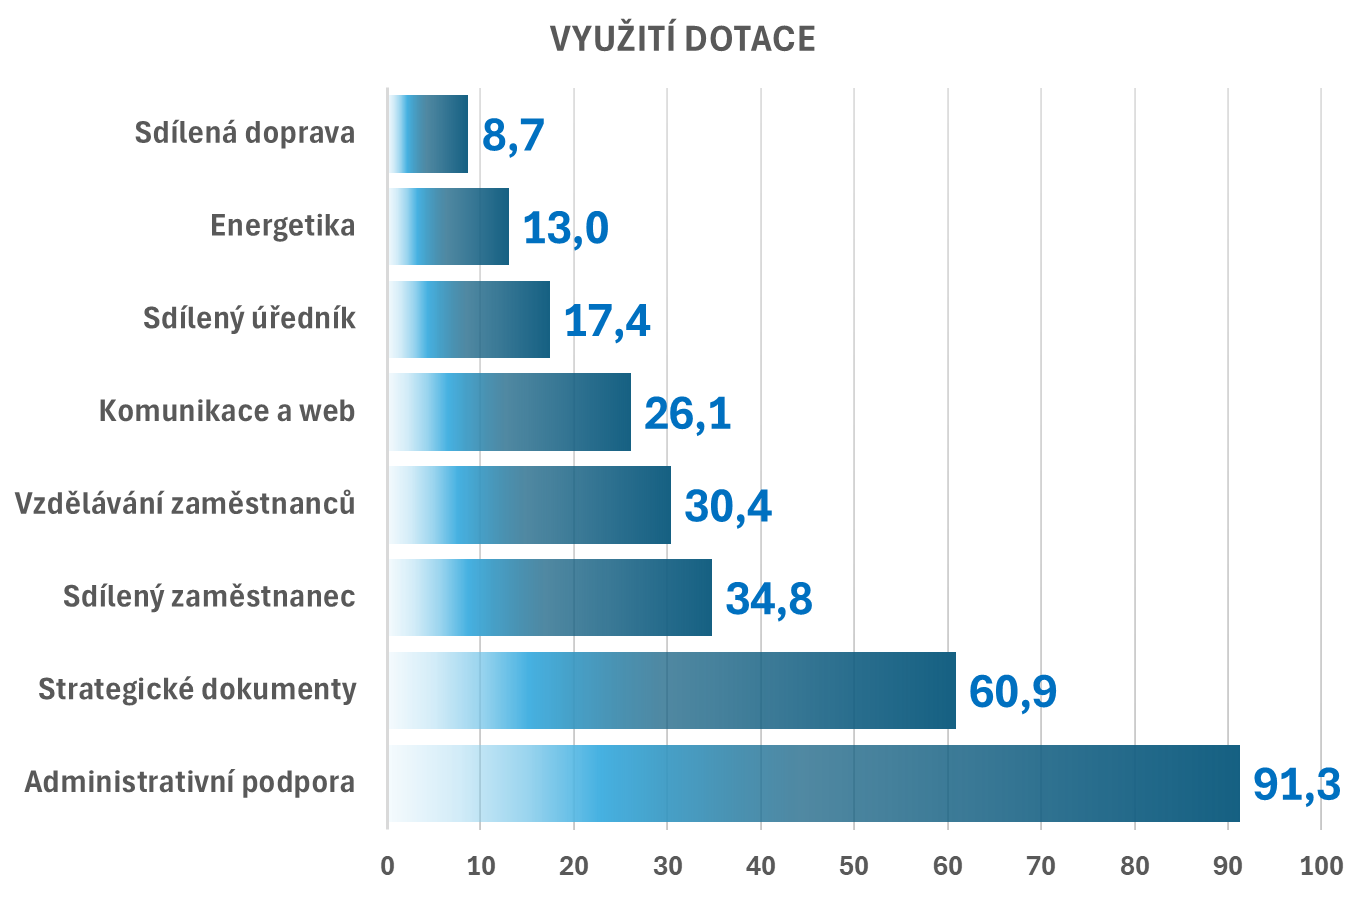 VYUŽITÍ DOTACE
Sdílená doprava 8,7
Energetika 13,0
Sdílený úředník 17,4
Komunikace a web 26,1
Vzdělávání zaměstnanců 30,4
Sdílený zaměstnanec 34,8
Strategické dokumenty 60,9
Administrativní podpora 91,3
0 10 20 30 40 50 60 70 80 90 100